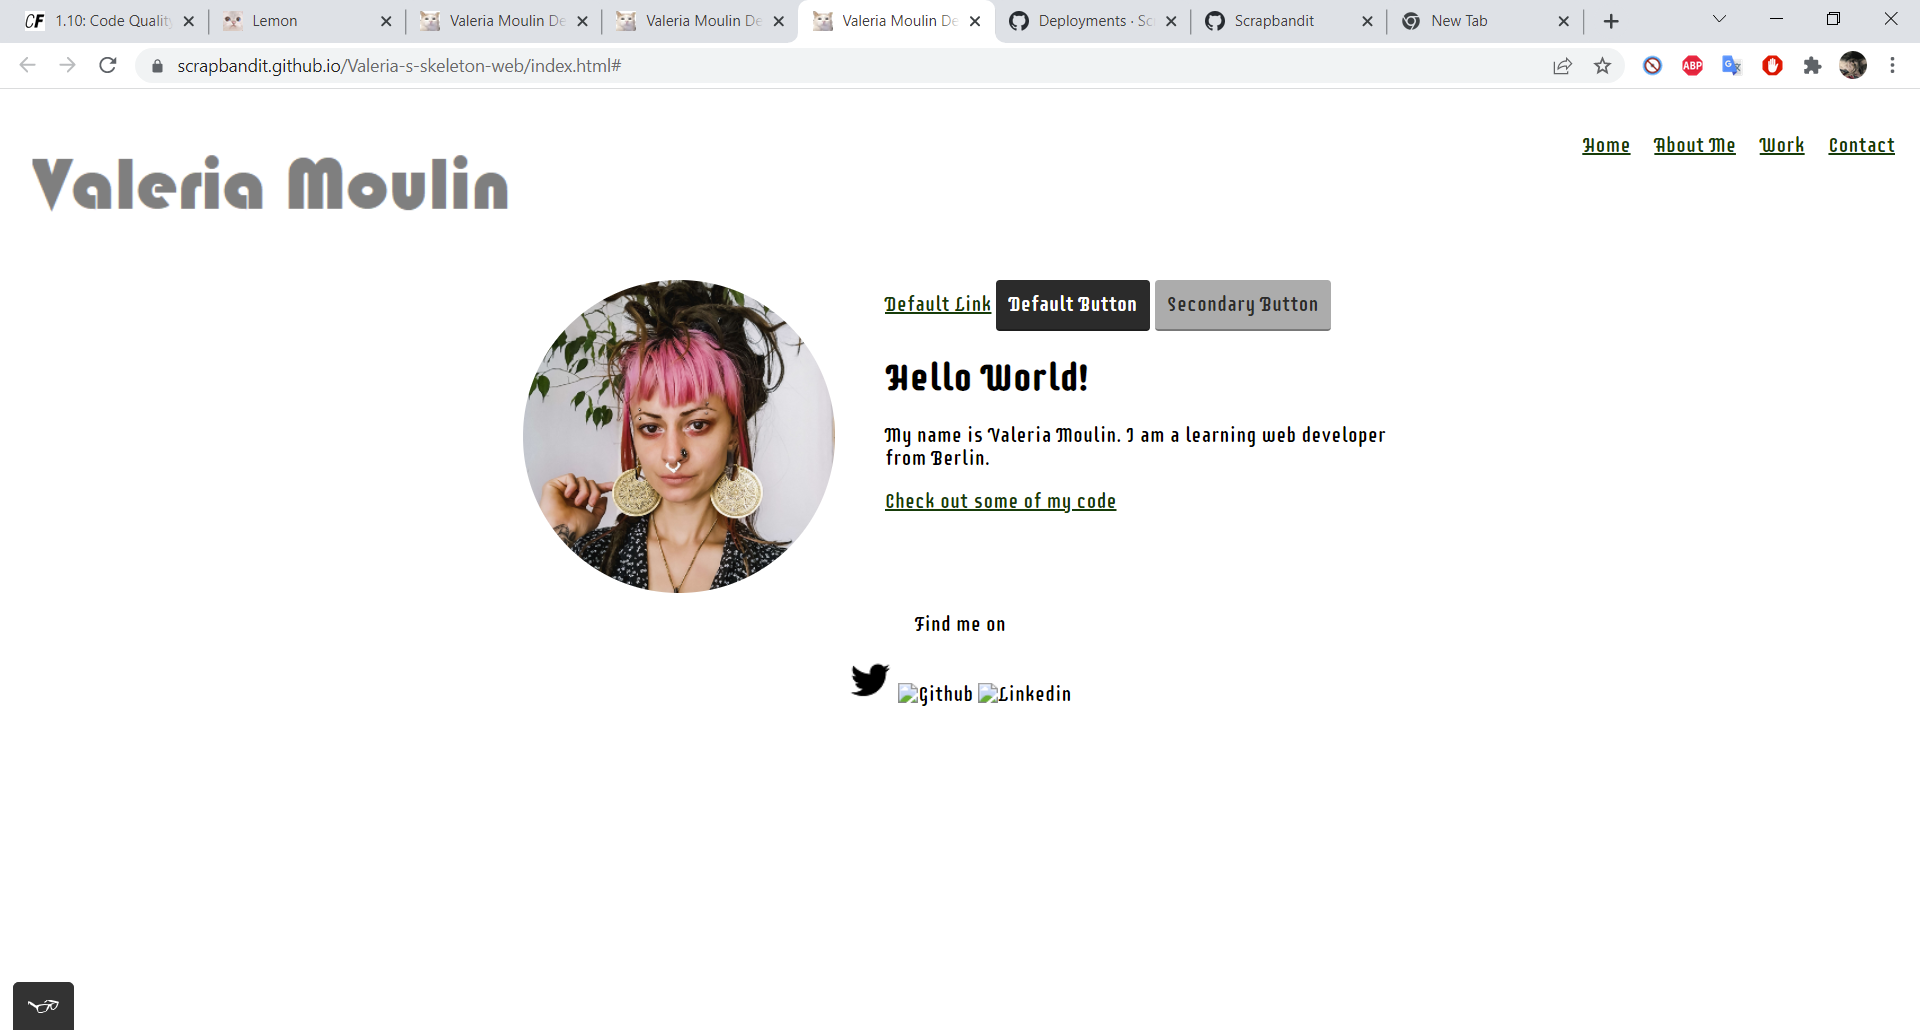 CF 1.10: Code Quality
Lemon
Valeria Moulin De
Valeria Moulin De
Valeria Moulin De
Deployments · Sc
Scrapbandit
New Tab
scrapbandit.github.io/Valeria-s-skeleton-web/index.html#
ABP
Valeria Moulin
Home About Me Work Contact
Default Link Default Button Secondary Button
Hello World!
My name is Valeria Moulin. I am a learning web developer
from Berlin.
Check out some of my code
Find me on
Github Linkedin